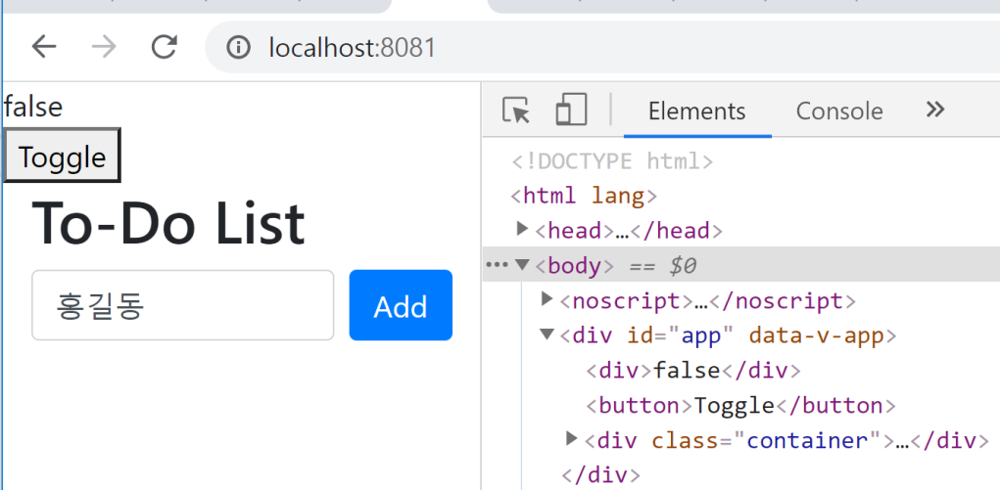 localhost:8081
false
Toggle
To-Do List
홍길동 Add
Elements Console
<!DOCTYPE html>
<html lang>
<head>…</head>
<body> == $0
<noscript>…</noscript>
<div id="app" data-v-app>
<div>false</div>
<button>Toggle</button>
<div class="container">…</div>
</div>